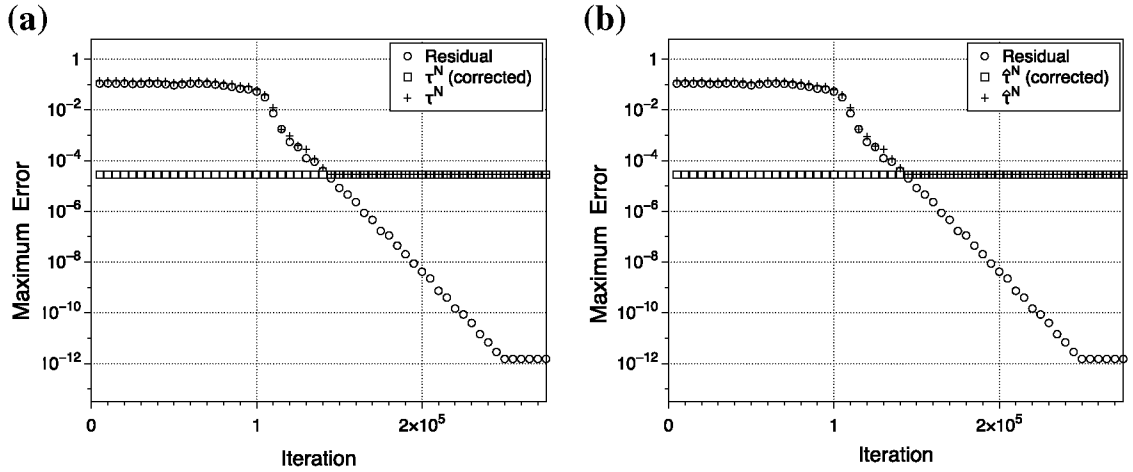 (a)
Maximum Error
1
10⁻²
10⁻⁴
10⁻⁶
10⁻⁸
10⁻¹⁰
10⁻¹²
Residual
τᴺ (corrected)
τᴺ
0
1
2×10⁵
Iteration
(b)
Maximum Error
1
10⁻²
10⁻⁴
10⁻⁶
10⁻⁸
10⁻¹⁰
10⁻¹²
Residual
τ̂ᴺ (corrected)
τ̂ᴺ
0
1
2×10⁵
Iteration